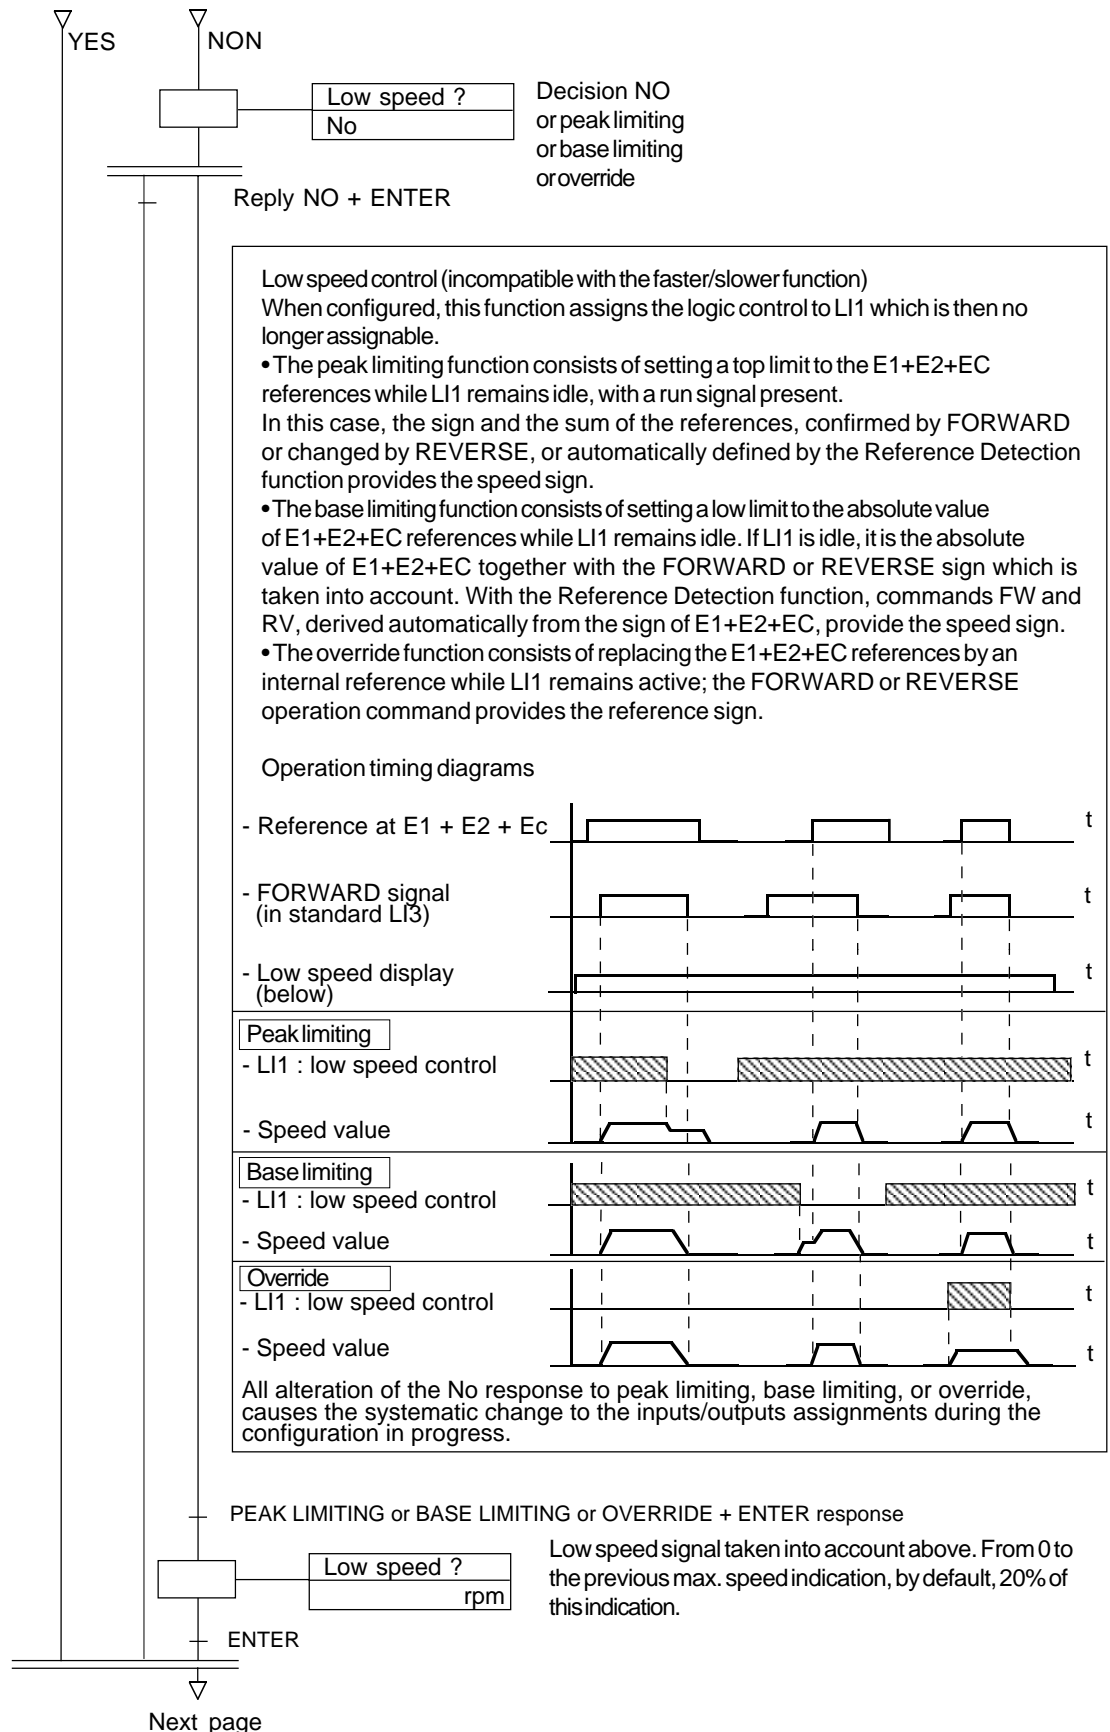 YES
NON
Low speed ?
No
Decision NO
or peak limiting
or base limiting
or override
Reply NO + ENTER
Low speed control (incompatible with the faster/slower function)
When configured, this function assigns the logic control to LI1 which is then no
longer assignable.
• The peak limiting function consists of setting a top limit to the E1+E2+EC
references while LI1 remains idle, with a run signal present.
In this case, the sign and the sum of the references, confirmed by FORWARD
or changed by REVERSE, or automatically defined by the Reference Detection
function provides the speed sign.
• The base limiting function consists of setting a low limit to the absolute value
of E1+E2+EC references while LI1 remains idle. If LI1 is idle, it is the absolute
value of E1+E2+EC together with the FORWARD or REVERSE sign which is
taken into account. With the Reference Detection function, commands FW and
RV, derived automatically from the sign of E1+E2+EC, provide the speed sign.
• The override function consists of replacing the E1+E2+EC references by an
internal reference while LI1 remains active; the FORWARD or REVERSE
operation command provides the reference sign.
Operation timing diagrams
- Reference at E1 + E2 + Ec
t
- FORWARD signal
(in standard LI3)
t
- Low speed display
(below)
t
Peak limiting
- LI1 : low speed control
t
- Speed value
t
Base limiting
- LI1 : low speed control
t
- Speed value
t
Override
- LI1 : low speed control
t
- Speed value
t
All alteration of the No response to peak limiting, base limiting, or override,
causes the systematic change to the inputs/outputs assignments during the
configuration in progress.
PEAK LIMITING or BASE LIMITING or OVERRIDE + ENTER response
Low speed ?
rpm
Low speed signal taken into account above. From 0 to
the previous max. speed indication, by default, 20% of
this indication.
ENTER
Next page